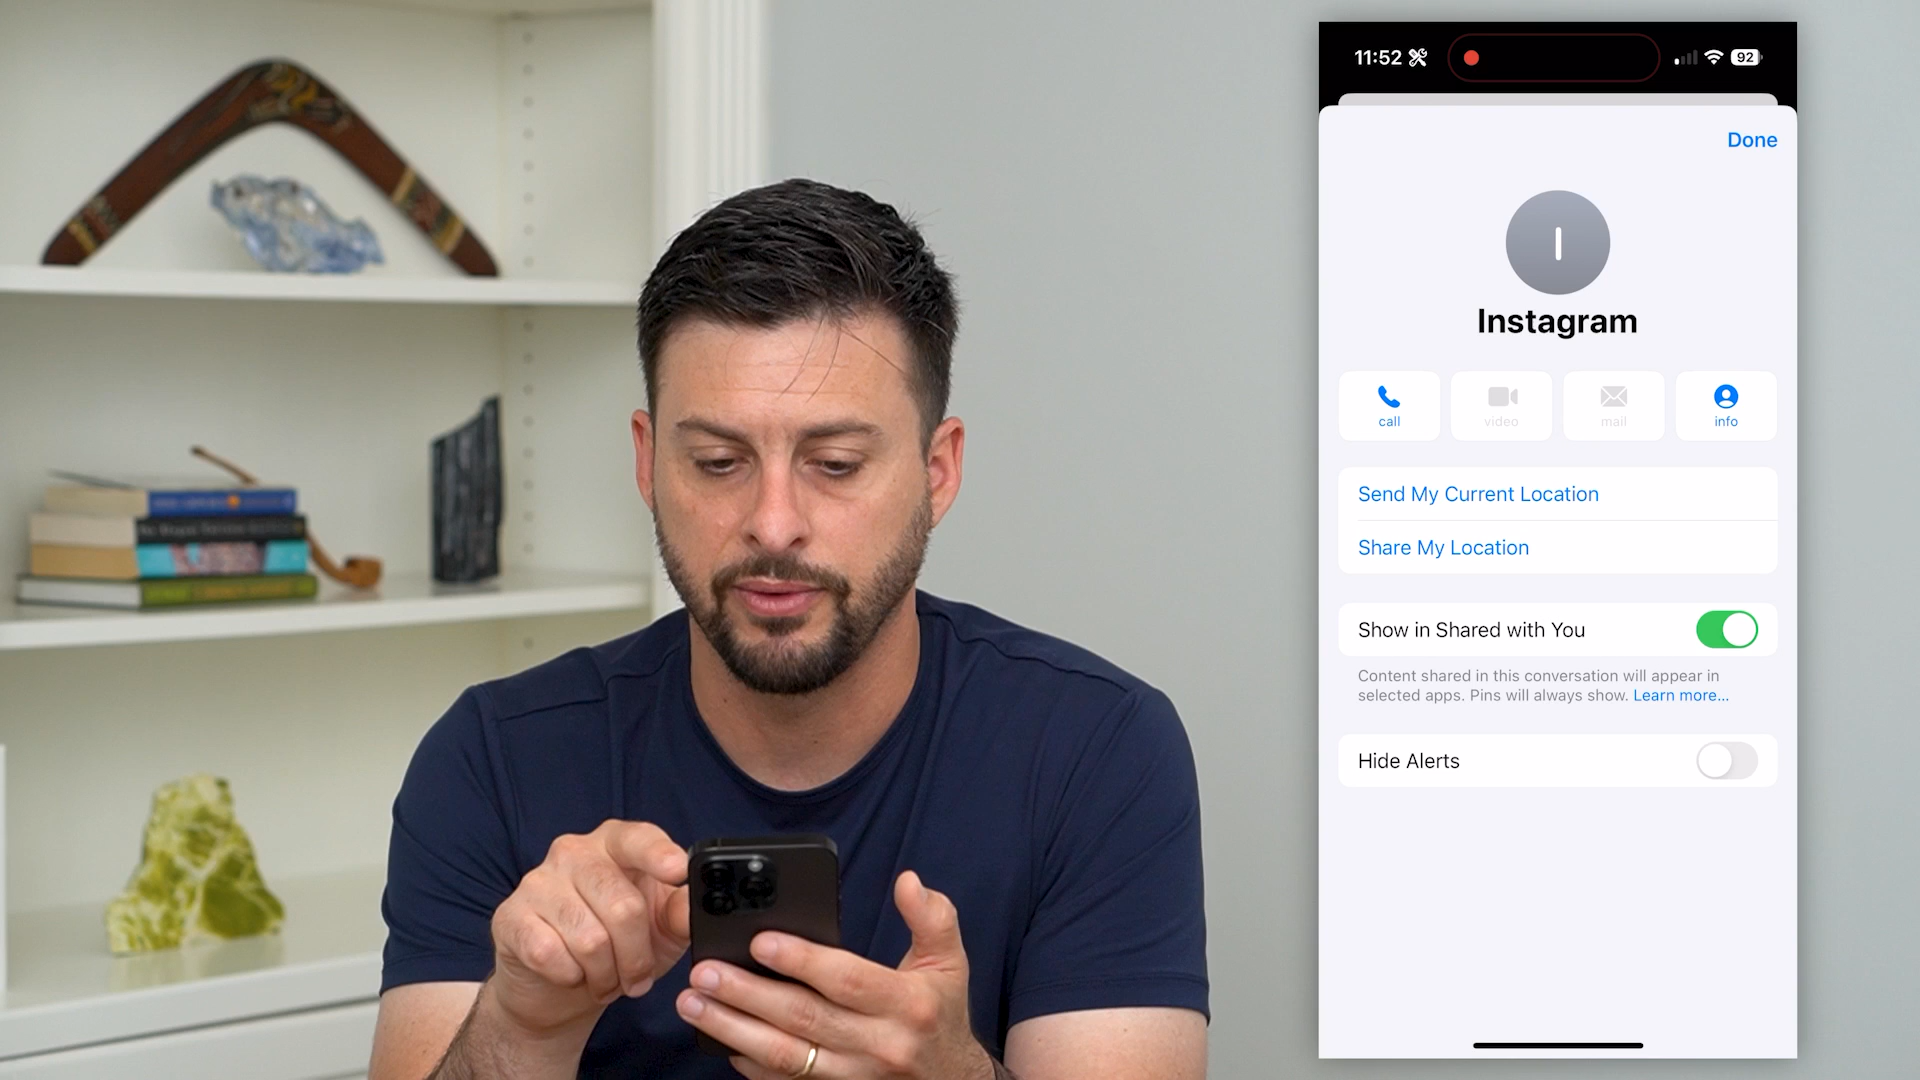 11:52
92
Done
I
Instagram
call
video
mail
info
Send My Current Location
Share My Location
Show in Shared with You
Content shared in this conversation will appear in
selected apps. Pins will always show. Learn more...
Hide Alerts